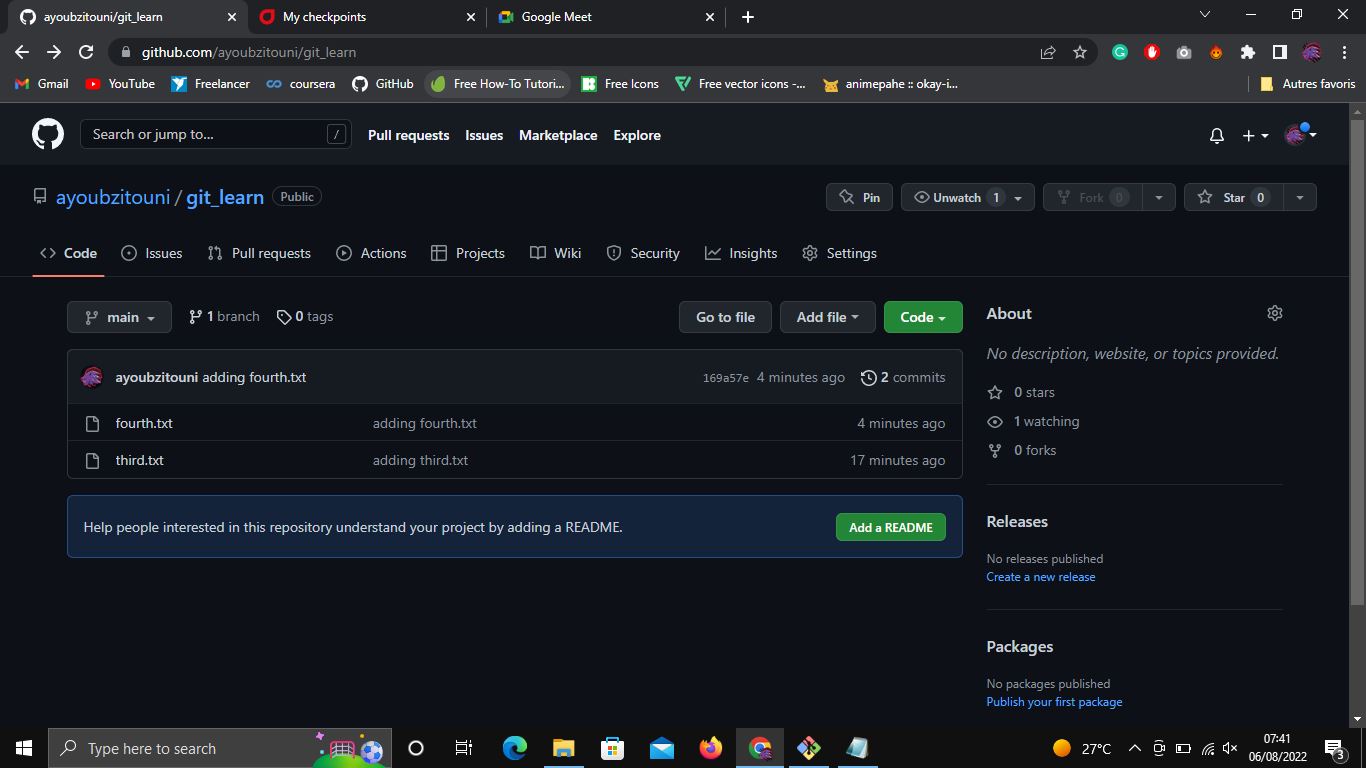 ayoubzitouni/git_learn
My checkpoints
Google Meet
github.com/ayoubzitouni/git_learn
Gmail YouTube Freelancer coursera GitHub Free How-To Tutori... Free Icons Free vector icons -... animepahe :: okay-i... Autres favoris
Search or jump to... /
Pull requests Issues Marketplace Explore
ayoubzitouni / git_learn Public
Pin Unwatch 1 Fork 0 Star 0
Code Issues Pull requests Actions Projects Wiki Security Insights Settings
main 1 branch 0 tags Go to file Add file Code
ayoubzitouni adding fourth.txt 169a57e 4 minutes ago 2 commits
fourth.txt adding fourth.txt 4 minutes ago
third.txt adding third.txt 17 minutes ago
Help people interested in this repository understand your project by adding a README. Add a README
About
No description, website, or topics provided.
0 stars
1 watching
0 forks
Releases
No releases published
Create a new release
Packages
No packages published
Publish your first package
Type here to search
27°C
07:41
06/08/2022
3